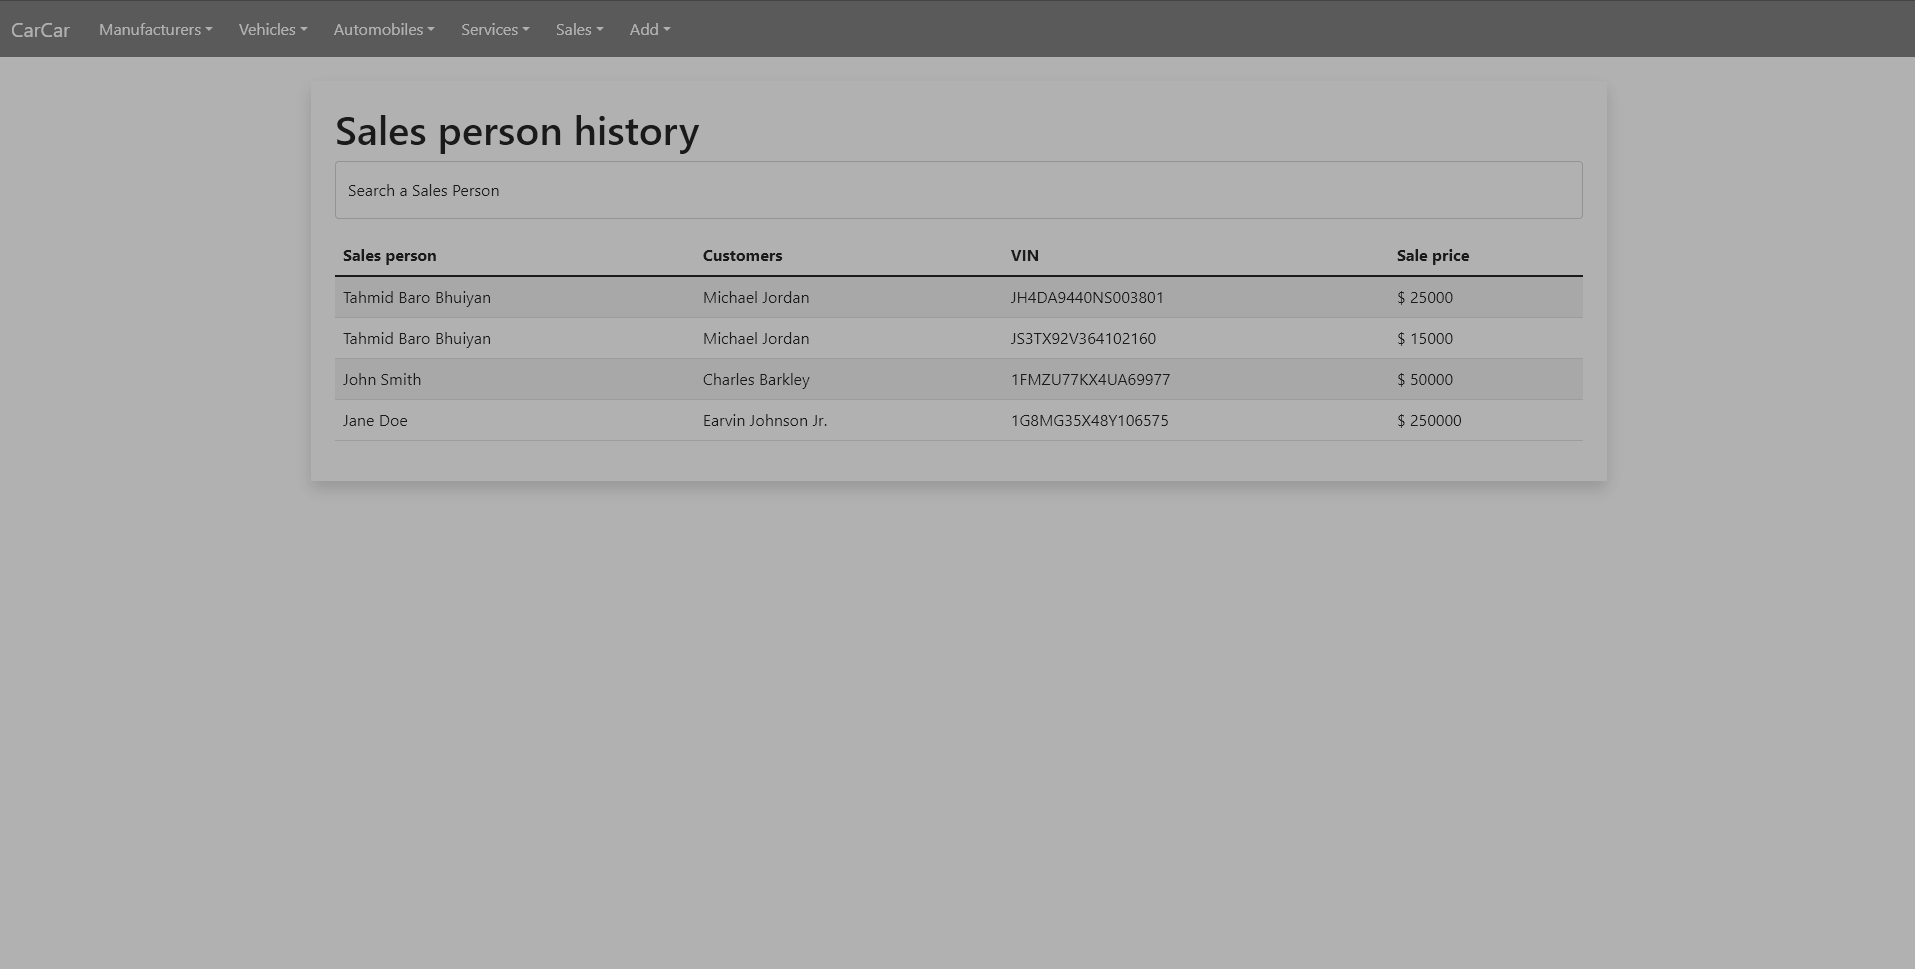 CarCar Manufacturers Vehicles Automobiles Services Sales Add
Sales person history
Search a Sales Person
Sales person Customers VIN Sale price
Tahmid Baro Bhuiyan Michael Jordan JH4DA9440NS003801 $ 25000
Tahmid Baro Bhuiyan Michael Jordan JS3TX92V364102160 $ 15000
John Smith Charles Barkley 1FMZU77KX4UA69977 $ 50000
Jane Doe Earvin Johnson Jr. 1G8MG35X48Y106575 $ 250000